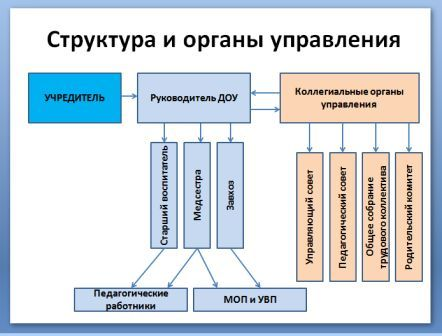 Структура и органы управления
УЧРЕДИТЕЛЬ
Руководитель ДОУ
Коллегиальные органы
управления
Старший воспитатель
Медсестра
Завхоз
Управляющий совет
Педагогический совет
Общее собрание
трудового коллектива
Родительский комитет
Педагогические
работники
МОП и УВП